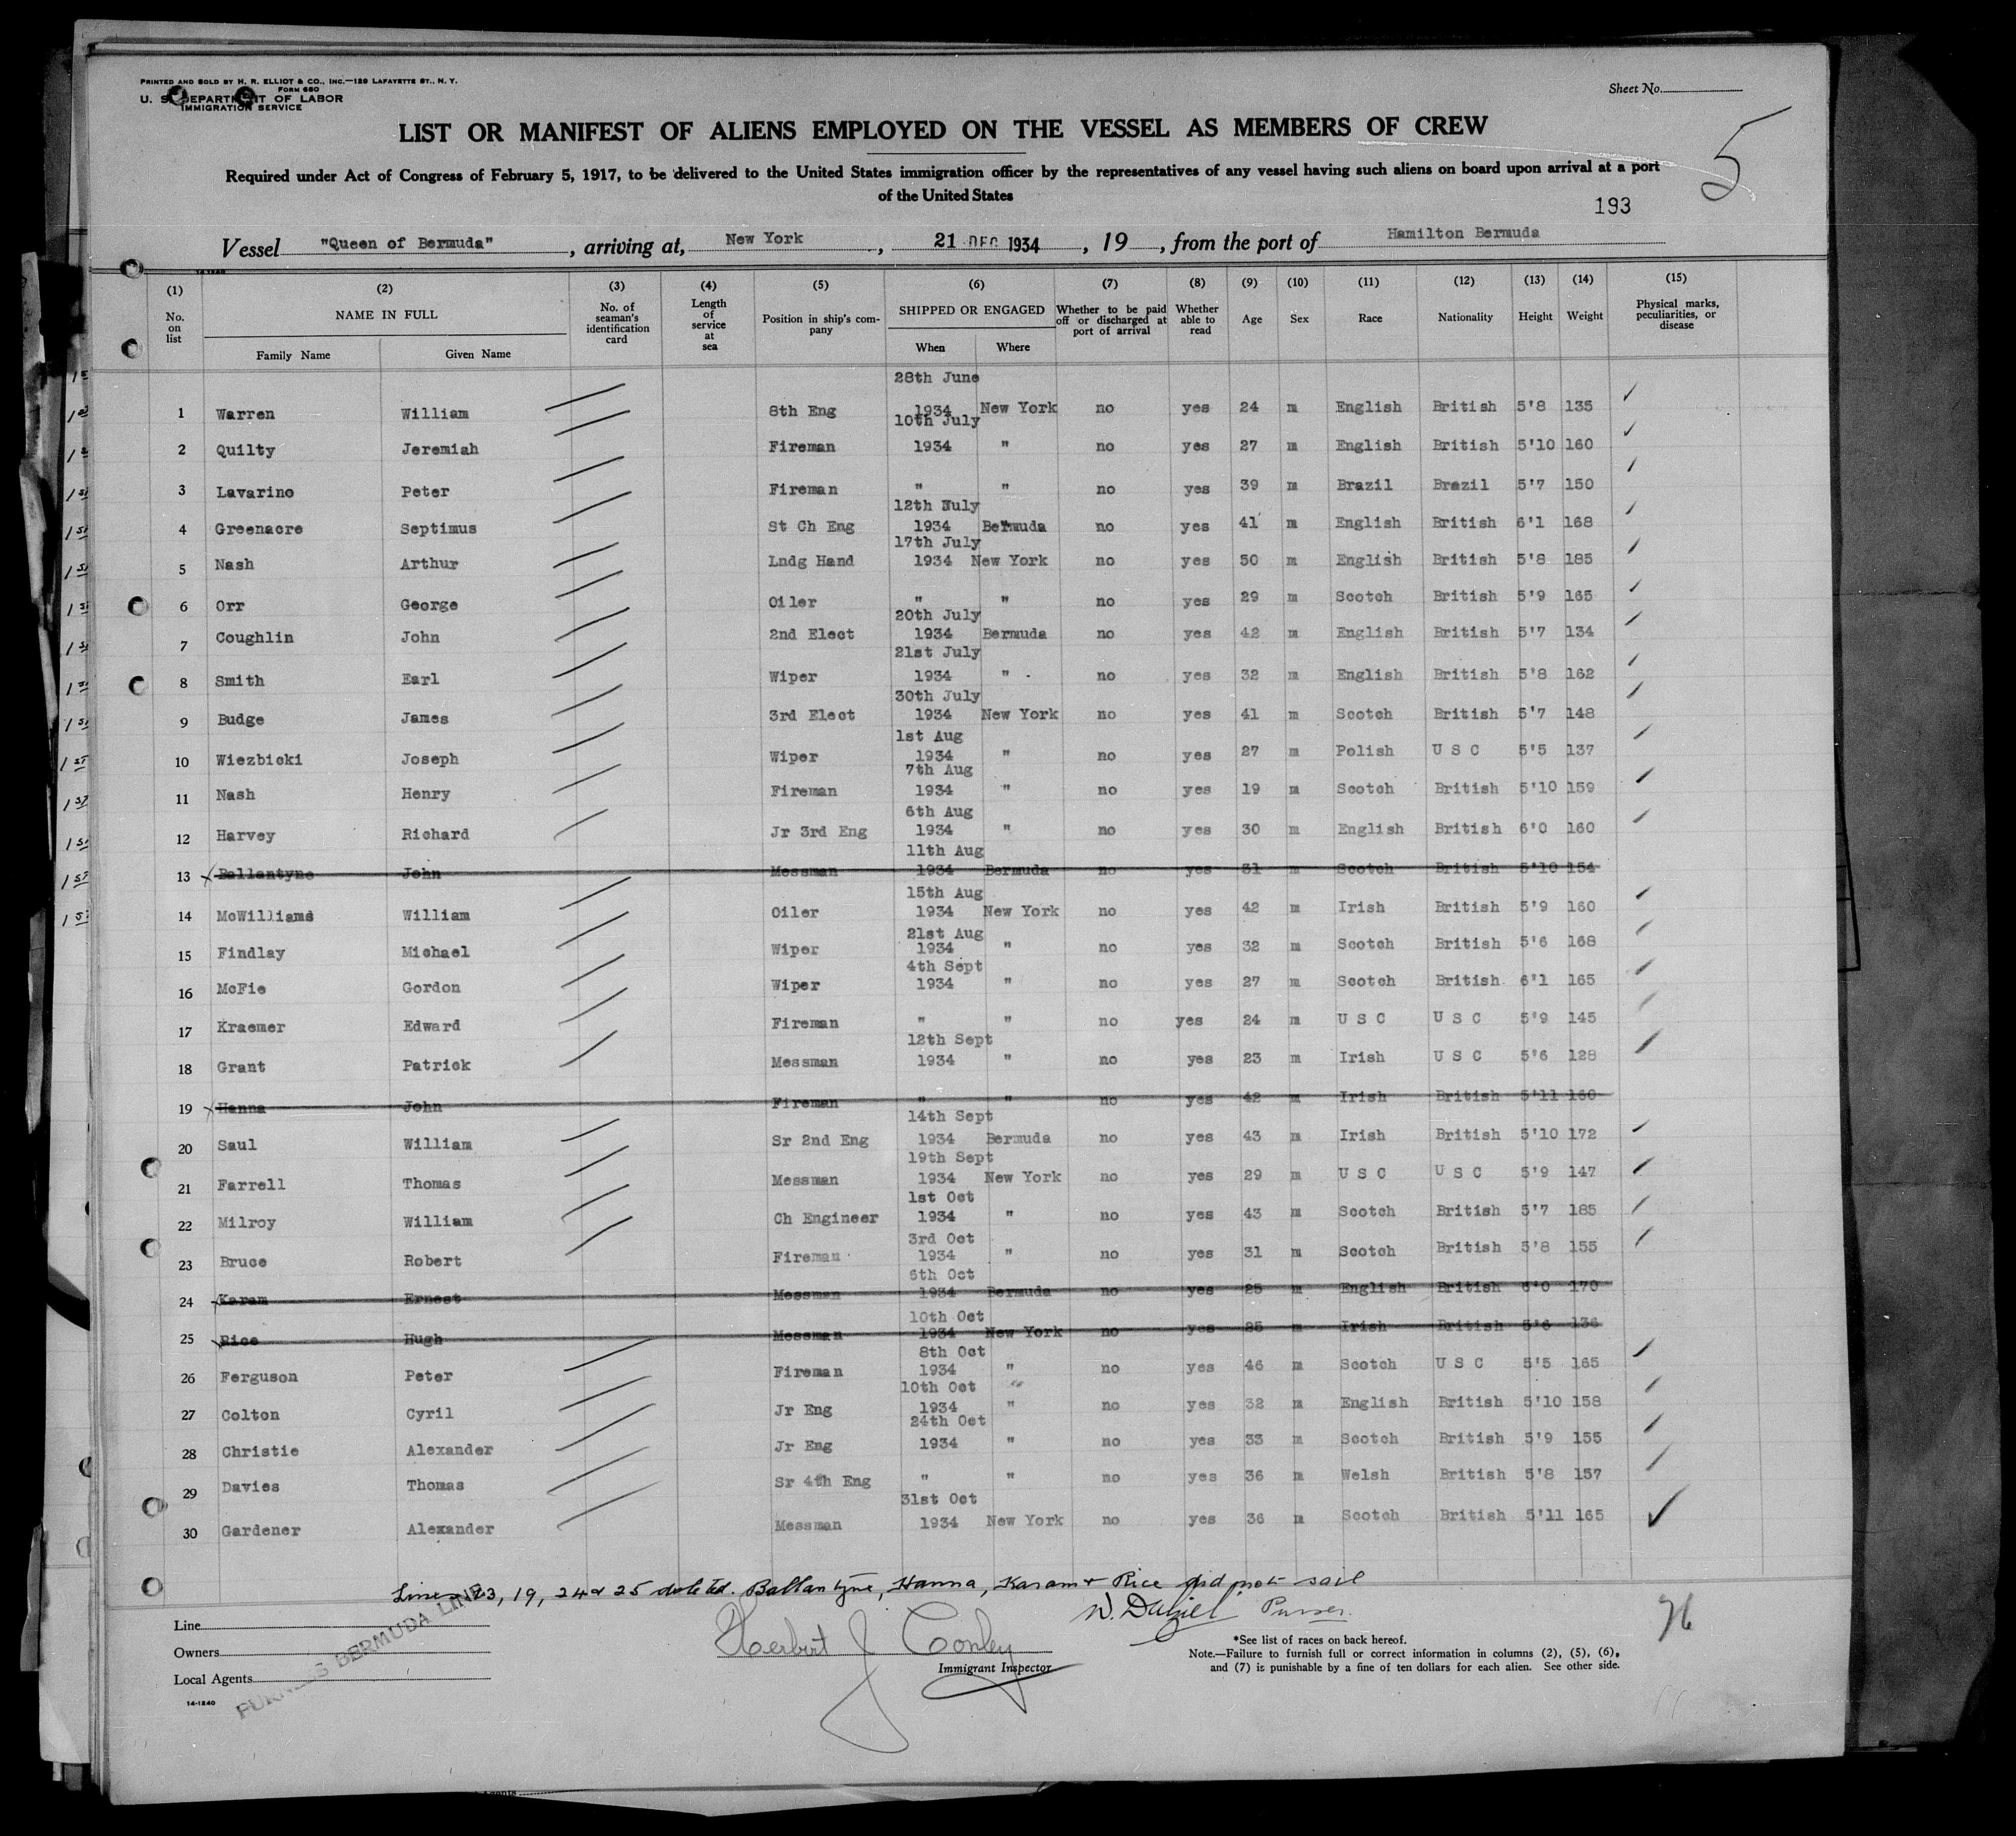 PRINTED AND SOLD BY H. R. ELLIOT & CO., INC.—129 LAFAYETTE ST., N. Y.
FORM 680
U. S. DEPARTMENT OF LABOR
IMMIGRATION SERVICE
Sheet No.
LIST OR MANIFEST OF ALIENS EMPLOYED ON THE VESSEL AS MEMBERS OF CREW
5
Required under Act of Congress of February 5, 1917, to be delivered to the United States immigration officer by the representatives of any vessel having such aliens on board upon arrival at a port
of the United States
193
Vessel "Queen of Bermuda", arriving at, New York, 21 DEC 1934, 19, from the port of Hamilton Bermuda
14-1240
(1) No. on list (2) NAME IN FULL Family Name Given Name (3) No. of seaman's identification card (4) Length of service at sea (5) Position in ship's company (6) SHIPPED OR ENGAGED When Where (7) Whether to be paid off or discharged at port of arrival (8) Whether able to read (9) Age (10) Sex (11) Race (12) Nationality (13) Height (14) Weight (15) Physical marks, peculiarities, or disease
28th June
1 Warren William 8th Eng 1934 New York no yes 24 m English British 5'8 135
10th July
2 Quilty Jeremiah Fireman 1934 " no yes 27 m English British 5'10 160
3 Lavarino Peter Fireman " " no yes 39 m Brazil Brazil 5'7 150
12th Nuly
4 Greenacre Septimus St Ch Eng 1934 Bermuda no yes 41 m English British 6'1 168
17th July
5 Nash Arthur Lndg Hand 1934 New York no yes 50 m English British 5'8 185
6 Orr George Oiler " " no yes 29 m Scotch British 5'9 165
20th July
7 Coughlin John 2nd Elect 1934 Bermuda no yes 42 m English British 5'7 134
21st July
8 Smith Earl Wiper 1934 " no yes 32 m English British 5'8 162
30th July
9 Budge James 3rd Elect 1934 New York no yes 41 m Scotch British 5'7 148
1st Aug
10 Wiezbicki Joseph Wiper 1934 " no yes 27 m Polish U S C 5'5 137
7th Aug
11 Nash Henry Fireman 1934 " no yes 19 m Scotch British 5'10 159
6th Aug
12 Harvey Richard Jr 3rd Eng 1934 " no yes 30 m English British 6'0 160
11th Aug
13 Ballantyne John Messman 1934 Bermuda no yes 31 m Scotch British 5'10 154
15th Aug
14 McWilliams William Oiler 1934 New York no yes 42 m Irish British 5'9 160
21st Aug
15 Findlay Michael Wiper 1934 " no yes 32 m Scotch British 5'6 168
4th Sept
16 McFie Gordon Wiper 1934 " no yes 27 m Scotch British 6'1 165
17 Kraemer Edward Fireman " " no yes 24 m U S C U S C 5'9 145
12th Sept
18 Grant Patrick Messman 1934 " no yes 23 m Irish U S C 5'6 128
19 Hanna John Fireman " " no yes 42 m Irish British 5'11 160
14th Sept
20 Saul William Sr 2nd Eng 1934 Bermuda no yes 43 m Irish British 5'10 172
19th Sept
21 Farrell Thomas Messman 1934 New York no yes 29 m U S C U S C 5'9 147
1st Oct
22 Milroy William Ch Engineer 1934 " no yes 43 m Scotch British 5'7 185
3rd Oct
23 Bruce Robert Fireman 1934 " no yes 31 m Scotch British 5'8 155
6th Oct
24 Karam Ernest Messman 1934 Bermuda no yes 25 m English British 6'0 170
10th Oct
25 Rice Hugh Messman 1934 New York no yes 25 m Irish British 5'6 136
8th Oct
26 Ferguson Peter Fireman 1934 " no yes 46 m Scotch U S C 5'5 165
10th Oct "
27 Colton Cyril Jr Eng 1934 " no yes 32 m English British 5'10 158
24th Oct
28 Christie Alexander Jr Eng 1934 " no yes 33 m Scotch British 5'9 155
29 Davies Thomas Sr 4th Eng " " no yes 36 m Welsh British 5'8 157
31st Oct
30 Gardener Alexander Messman 1934 New York no yes 36 m Scotch British 5'11 165
Lines 13, 19, 24 & 25 deleted. Ballantyne, Hanna, Karam + Rice did not sail
W. Dalziel Purser.
Line
Owners
Local Agents
FURNESS BERMUDA LINE
14-1240
Herbert J Conley
Immigrant Inspector
*See list of races on back hereof.
Note.—Failure to furnish full or correct information in columns (2), (5), (6), and (7) is punishable by a fine of ten dollars for each alien. See other side.